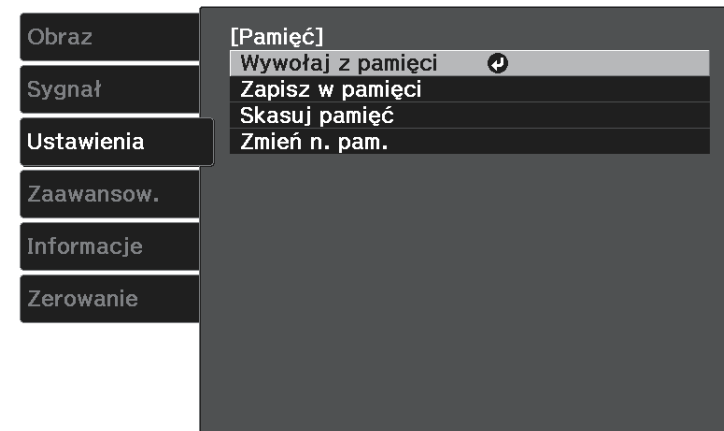 Obraz
Sygnał
Ustawienia
Zaawansow.
Informacje
Zerowanie
[Pamięć]
Wywołaj z pamięci
Zapisz w pamięci
Skasuj pamięć
Zmień n. pam.